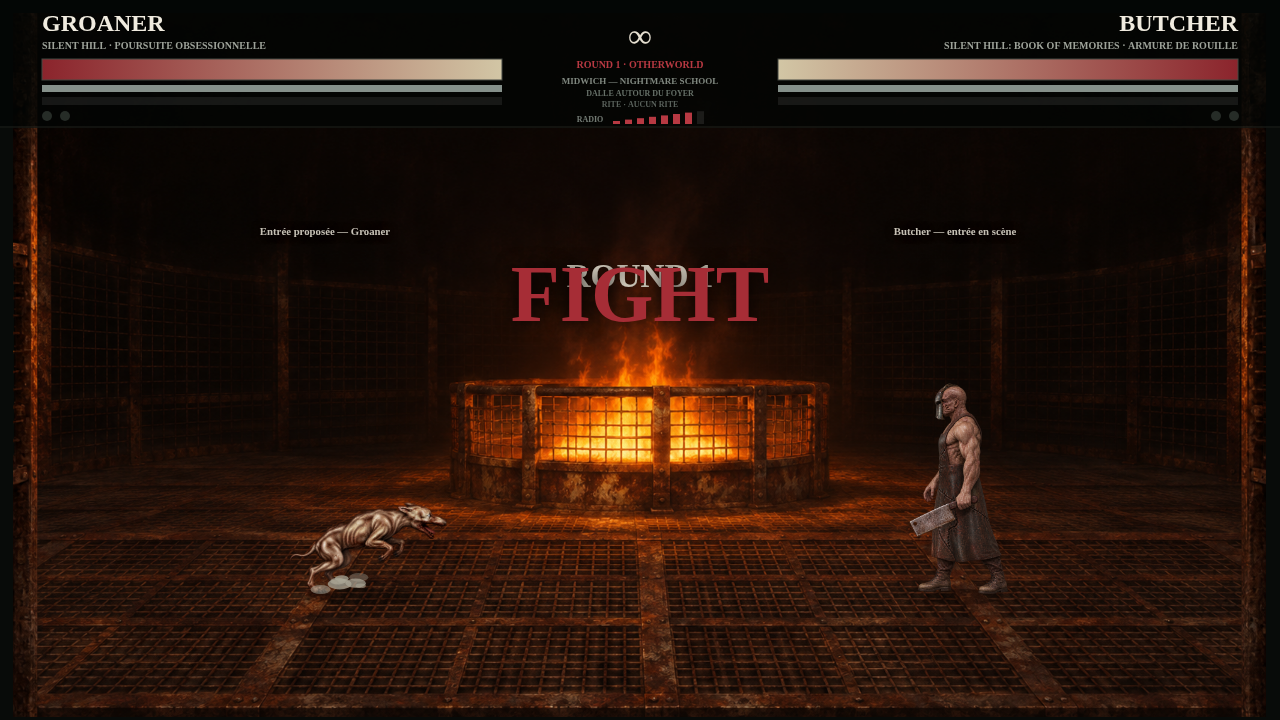 GROANER
SILENT HILL · POURSUITE OBSESSIONNELLE
∞
ROUND 1 · OTHERWORLD
MIDWICH — NIGHTMARE SCHOOL
DALLE AUTOUR DU FOYER
RITE · AUCUN RITE
RADIO
BUTCHER
SILENT HILL: BOOK OF MEMORIES · ARMURE DE ROUILLE
Entrée proposée — Groaner
Butcher — entrée en scène
ROUND 1
FIGHT